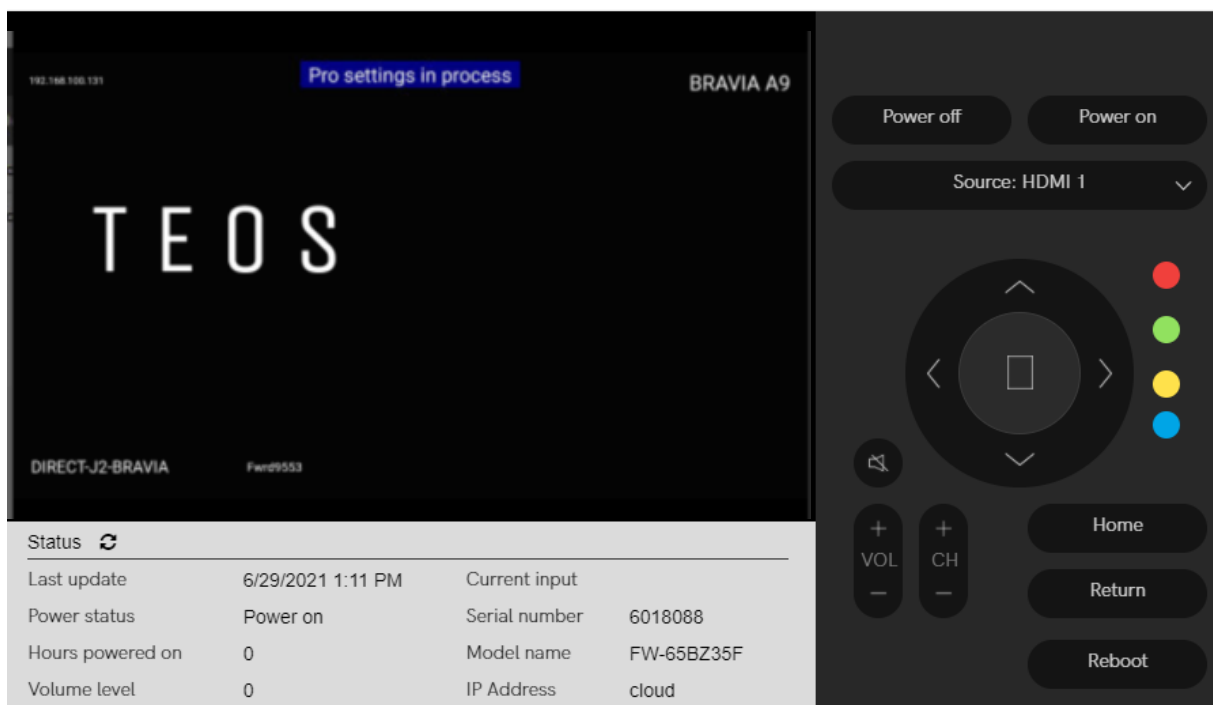 192.168.100.131
Pro settings in process
BRAVIA A9
TEOS
DIRECT-J2-BRAVIA
Fwrd9553
Power off
Power on
Source: HDMI 1
VOL
CH
Home
Return
Reboot
Status
Last update 6/29/2021 1:11 PM Current input
Power status Power on Serial number 6018088
Hours powered on 0 Model name FW-65BZ35F
Volume level 0 IP Address cloud